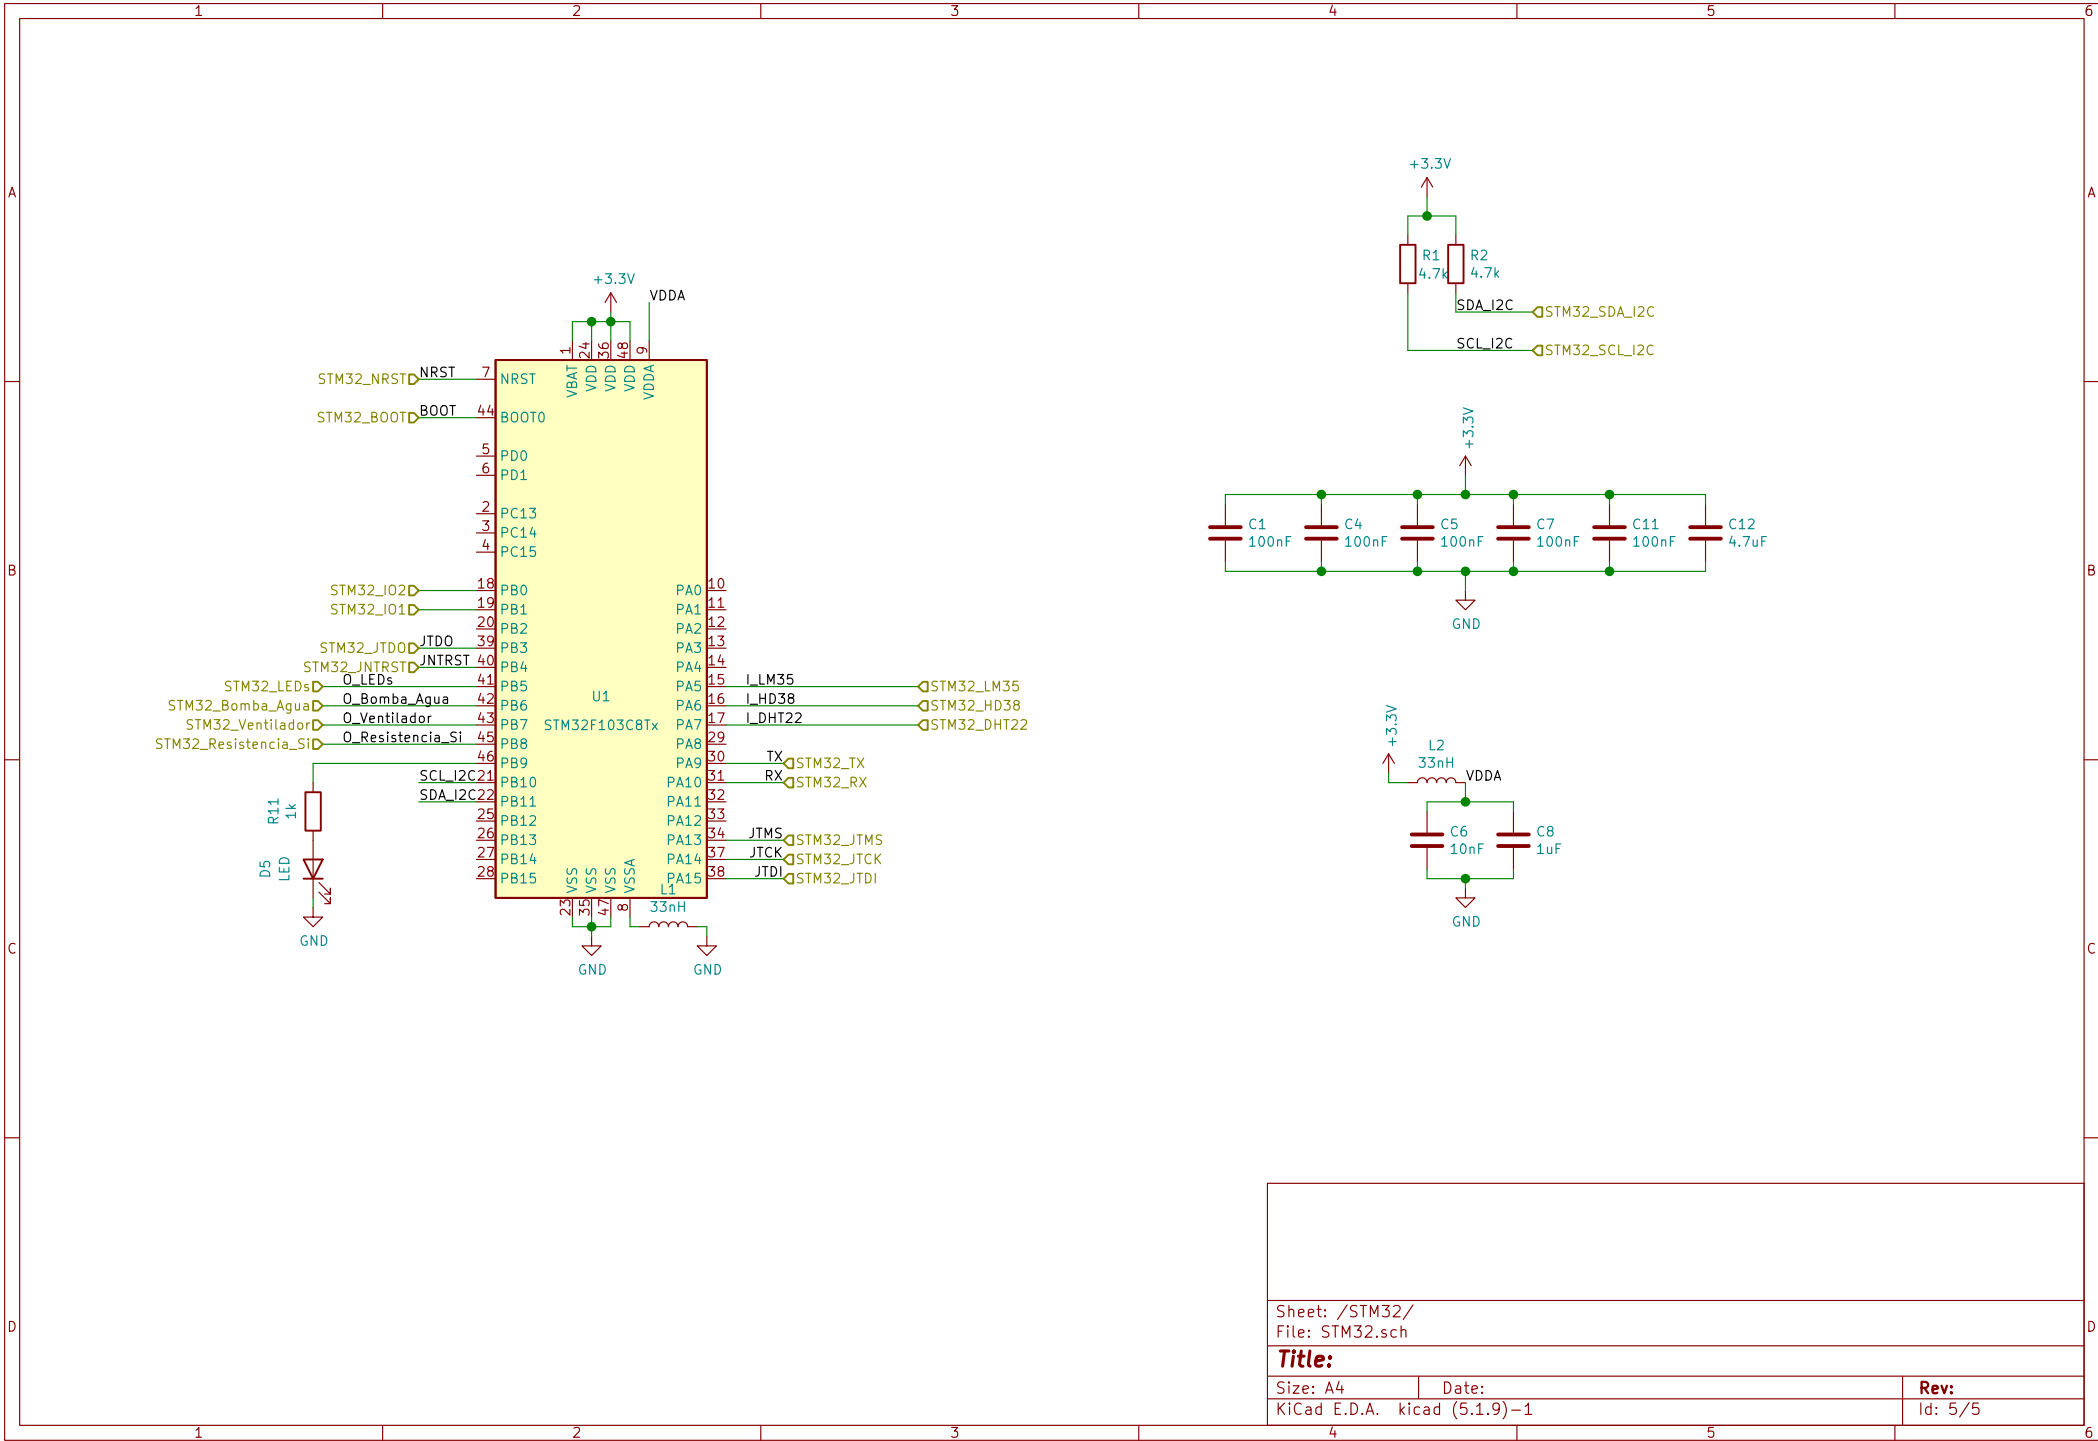 1 2 3 4 5 6
A A
B B
C C
D D
1 2 3 4 5 6
+3.3V
VDDA
1 24 36 48 9
VBAT VDD VDD VDD VDDA
STM32_NRST NRST 7 NRST
STM32_BOOT BOOT 44 BOOT0
5 PD0
6 PD1
2 PC13
3 PC14
4 PC15
STM32_IO2 18 PB0
STM32_IO1 19 PB1
20 PB2
STM32_JTDO JTDO 39 PB3
STM32_JNTRST JNTRST 40 PB4
STM32_LEDs O_LEDs 41 PB5
STM32_Bomba_Agua O_Bomba_Agua 42 PB6
STM32_Ventilador O_Ventilador 43 PB7
STM32_Resistencia_Si O_Resistencia_Si 45 PB8
46 PB9
SCL_I2C 21 PB10
SDA_I2C 22 PB11
25 PB12
26 PB13
27 PB14
28 PB15
U1
STM32F103C8Tx
PA0 10
PA1 11
PA2 12
PA3 13
PA4 14
PA5 15 I_LM35 STM32_LM35
PA6 16 I_HD38 STM32_HD38
PA7 17 I_DHT22 STM32_DHT22
PA8 29
PA9 30 TX STM32_TX
PA10 31 RX STM32_RX
PA11 32
PA12 33
PA13 34 JTMS STM32_JTMS
PA14 37 JTCK STM32_JTCK
PA15 38 JTDI STM32_JTDI
VSS VSS VSS VSSA
23 35 47 8
L1
33nH
GND
GND
R11
1k
D5
LED
GND
+3.3V
R1
4.7k
R2
4.7k
SDA_I2C STM32_SDA_I2C
SCL_I2C STM32_SCL_I2C
+3.3V
C1
100nF
C4
100nF
C5
100nF
C7
100nF
C11
100nF
C12
4.7uF
GND
+3.3V
L2
33nH
VDDA
C6
10nF
C8
1uF
GND
Sheet: /STM32/
File: STM32.sch
Title:
Size: A4 Date: Rev:
KiCad E.D.A. kicad (5.1.9)-1 Id: 5/5